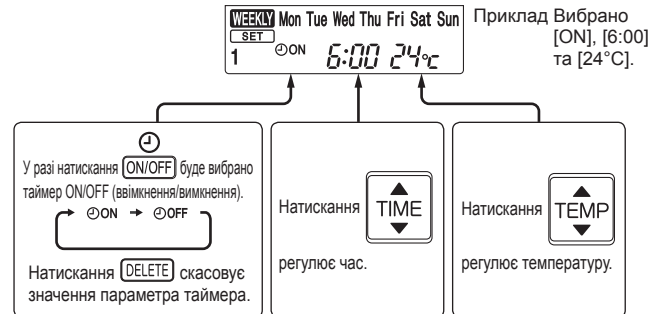 WEEKLY Mon Tue Wed Thu Fri Sat Sun
SET
1 ON 6:00 24°C
Приклад Вибрано
[ON], [6:00]
та [24°C].
У разі натискання ON/OFF буде вибрано
таймер ON/OFF (ввімкнення/вимкнення).
ON → OFF
Натискання DELETE скасовує
значення параметра таймера.
Натискання TIME
регулює час.
Натискання TEMP
регулює температуру.